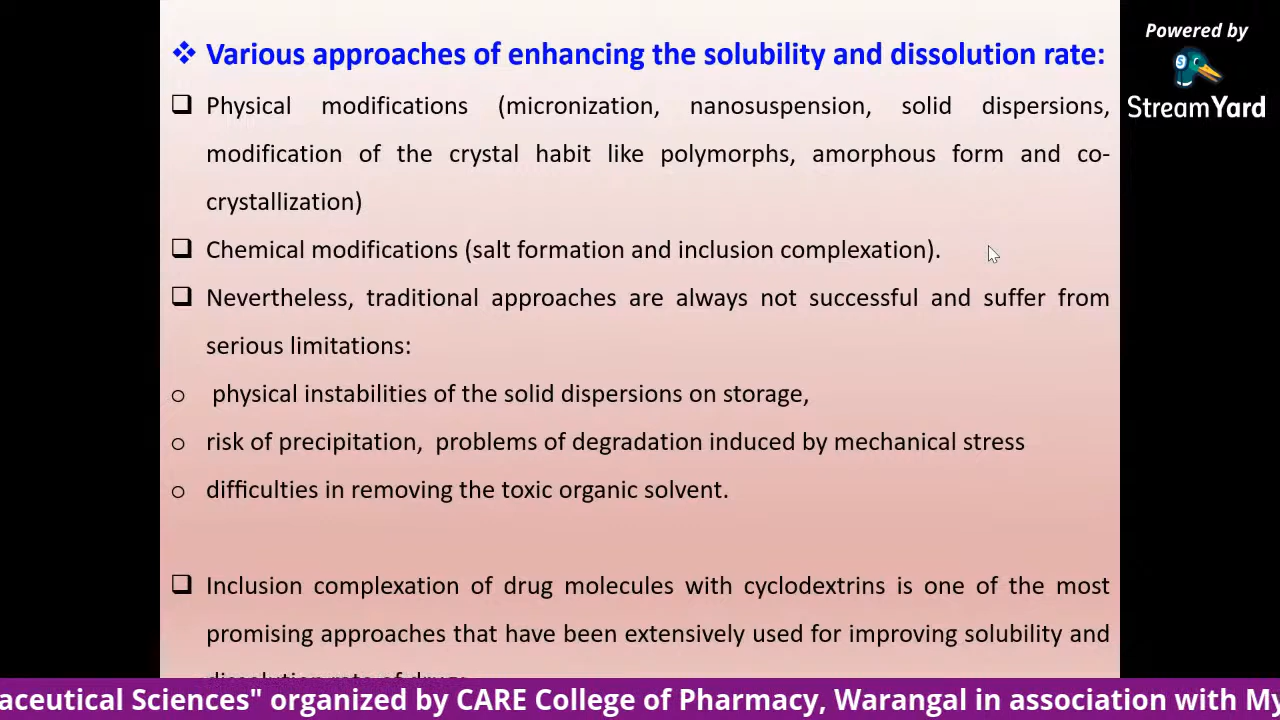 Powered by
StreamYard
❖ Various approaches of enhancing the solubility and dissolution rate:
❑ Physical modifications (micronization, nanosuspension, solid dispersions,
modification of the crystal habit like polymorphs, amorphous form and co-
crystallization)
❑ Chemical modifications (salt formation and inclusion complexation).
❑ Nevertheless, traditional approaches are always not successful and suffer from
serious limitations:
o physical instabilities of the solid dispersions on storage,
o risk of precipitation, problems of degradation induced by mechanical stress
o difficulties in removing the toxic organic solvent.
❑ Inclusion complexation of drug molecules with cyclodextrins is one of the most
promising approaches that have been extensively used for improving solubility and
dissolution rate of drugs
aceutical Sciences" organized by CARE College of Pharmacy, Warangal in association with My